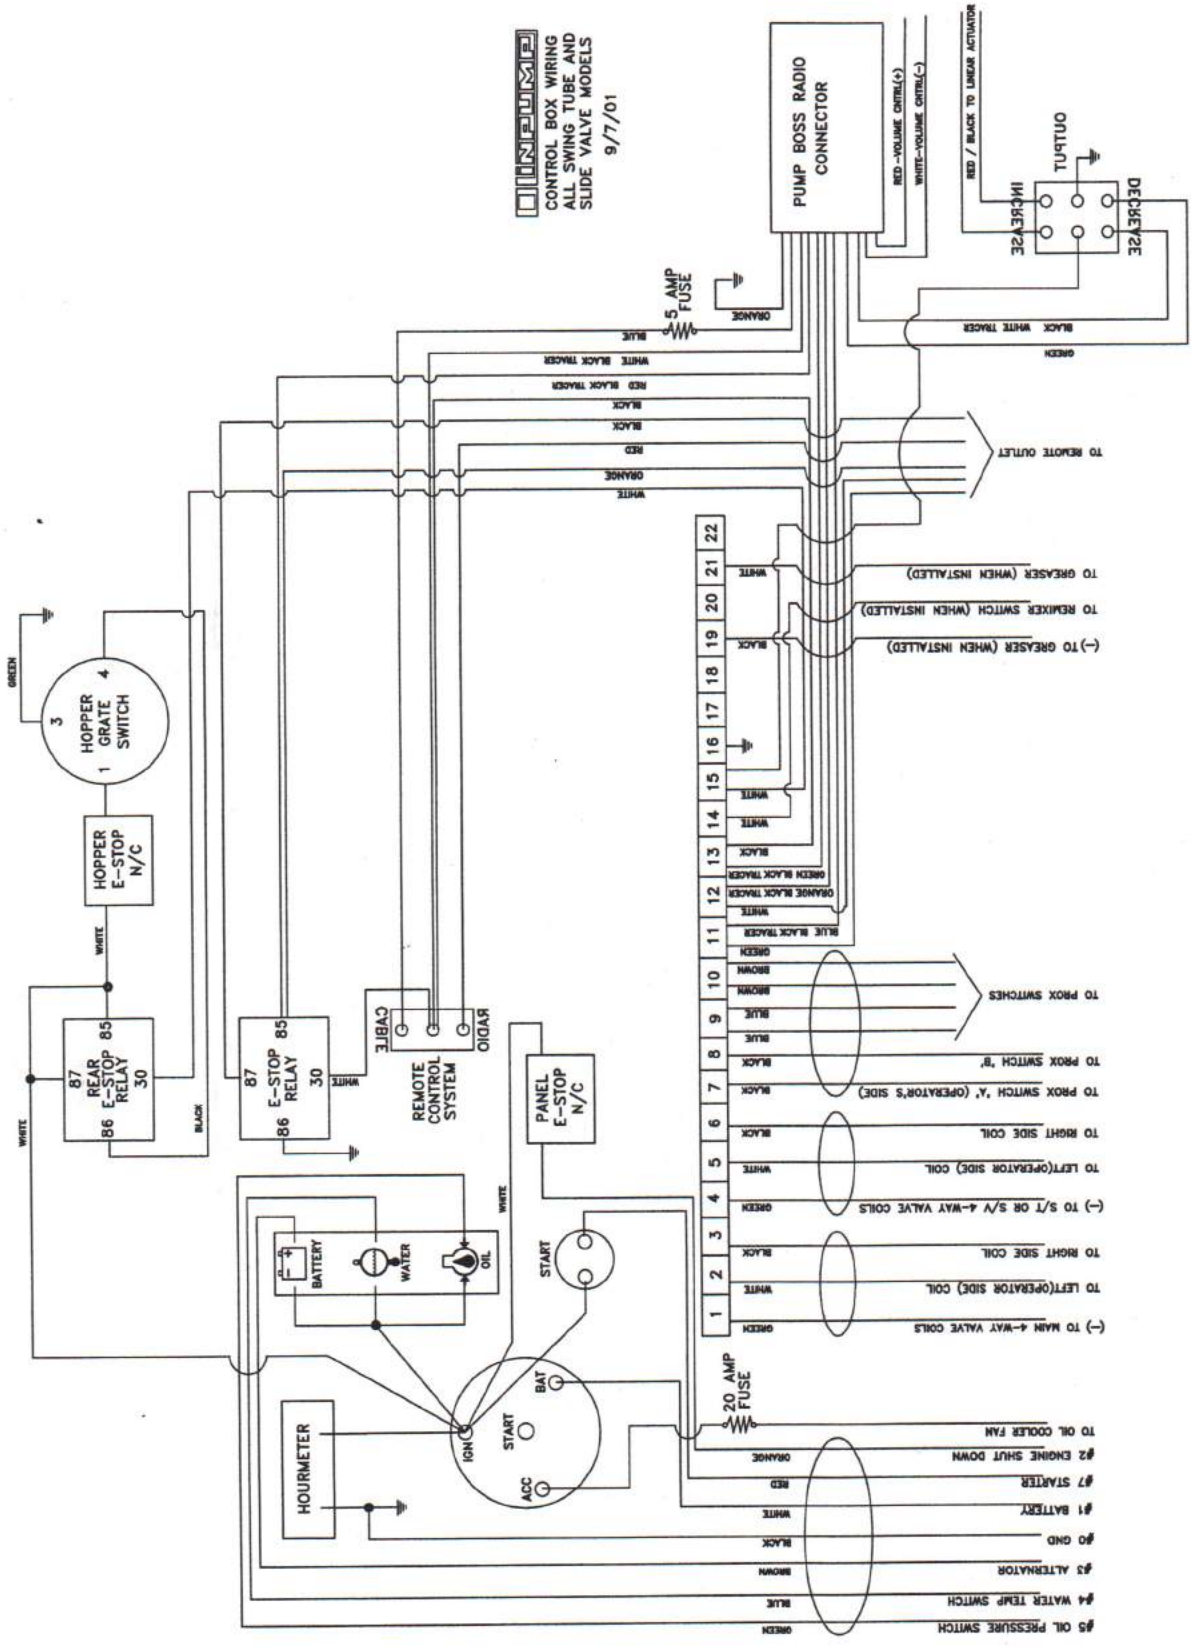 OLINPUMP
CONTROL BOX WIRING
ALL SWING TUBE AND
SLIDE VALVE MODELS
9/7/01
PUMP BOSS RADIO
CONNECTOR
RED-VOLUME CNTRL(+)
WHITE-VOLUME CNTRL(-)
RED / BLACK TO LINEAR ACTUATOR
OUTPUT
INCREASE
DECREASE
5 AMP
FUSE
ORANGE
BLUE
WHITE BLACK TRACER
RED BLACK TRACER
BLACK
BLACK
RED
ORANGE
WHITE
BLACK WHITE TRACER
GREEN
TO REMOTE OUTLET
GREEN
3
4
HOPPER
GRATE
SWITCH
1
HOPPER
E-STOP
N/C
WHITE
85
87
REAR
E-STOP
RELAY
30
86
WHITE
BLACK
85
87
E-STOP
RELAY
30
86
WHITE
CABLE
RADIO
REMOTE
CONTROL
SYSTEM
PANEL
E-STOP
N/C
WHITE
BATTERY
WATER
OIL
START
HOURMETER
IGN
START
BAT
ACC
20 AMP
FUSE
22
21 WHITE TO GREASER (WHEN INSTALLED)
20 TO REMIXER SWITCH (WHEN INSTALLED)
19 BLACK (-) TO GREASER (WHEN INSTALLED)
18
17
16
15
WHITE
14 WHITE
13 BLACK
GREEN BLACK TRACER
12 ORANGE BLACK TRACER
WHITE
11 BLUE BLACK TRACER
GREEN
10 BROWN
BROWN
9 BLUE
BLUE
TO PROX SWITCHES
8 BLACK TO PROX SWITCH "B"
7 BLACK TO PROX SWITCH "A" (OPERATOR'S SIDE)
6 BLACK TO RIGHT SIDE COIL
5 WHITE TO LEFT(OPERATOR SIDE) COIL
4 GREEN (-) TO S/T OR S/V 4-WAY VALVE COILS
3 BLACK TO RIGHT SIDE COIL
2 WHITE TO LEFT(OPERATOR SIDE) COIL
1 GREEN (-) TO MAIN 4-WAY VALVE COILS
TO OIL COOLER FAN
ORANGE #2 ENGINE SHUT DOWN
RED #7 STARTER
WHITE #1 BATTERY
BLACK #0 GND
BROWN #3 ALTERNATOR
BLUE #4 WATER TEMP SWITCH
GREEN #5 OIL PRESSURE SWITCH